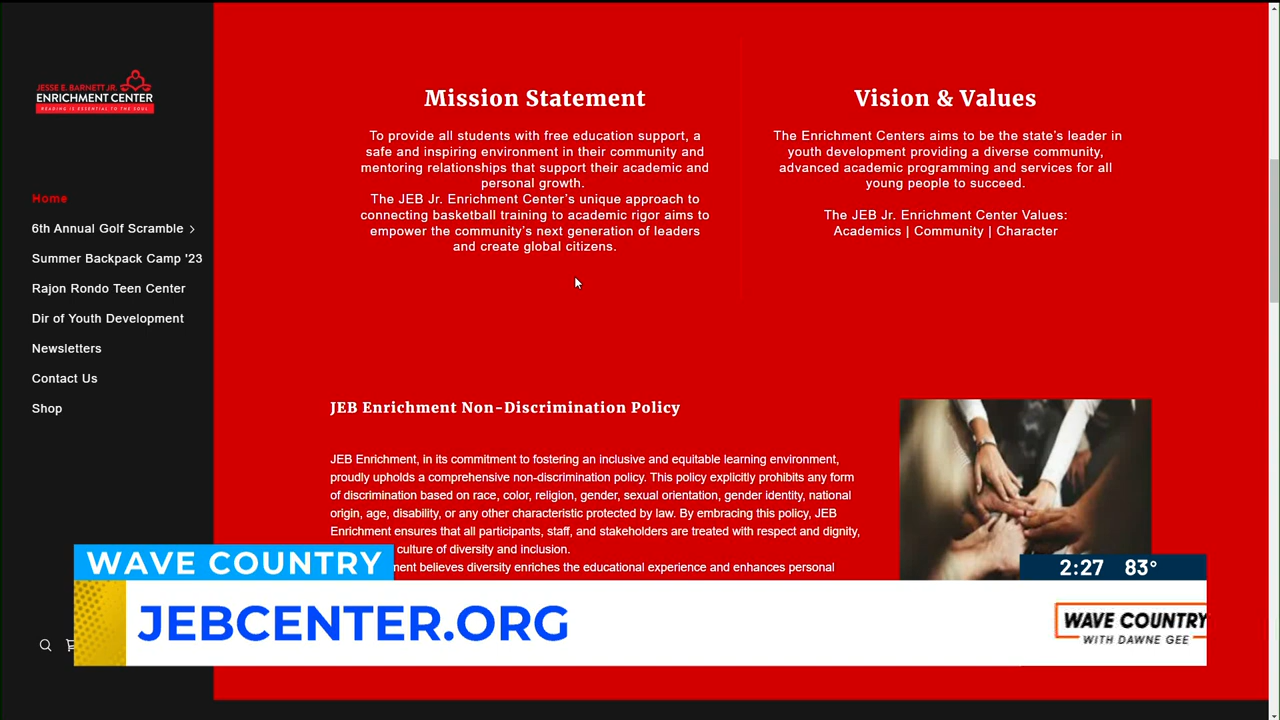 JESSE E. BARNETT JR.
ENRICHMENT CENTER
READING IS ESSENTIAL TO THE SOUL
Home
6th Annual Golf Scramble >
Summer Backpack Camp '23
Rajon Rondo Teen Center
Dir of Youth Development
Newsletters
Contact Us
Shop
Mission Statement
To provide all students with free education support, a
safe and inspiring environment in their community and
mentoring relationships that support their academic and
personal growth.
The JEB Jr. Enrichment Center's unique approach to
connecting basketball training to academic rigor aims to
empower the community's next generation of leaders
and create global citizens.
Vision & Values
The Enrichment Centers aims to be the state's leader in
youth development providing a diverse community,
advanced academic programming and services for all
young people to succeed.
The JEB Jr. Enrichment Center Values:
Academics | Community | Character
JEB Enrichment Non-Discrimination Policy
JEB Enrichment, in its commitment to fostering an inclusive and equitable learning environment,
proudly upholds a comprehensive non-discrimination policy. This policy explicitly prohibits any form
of discrimination based on race, color, religion, gender, sexual orientation, gender identity, national
origin, age, disability, or any other characteristic protected by law. By embracing this policy, JEB
Enrichment ensures that all participants, staff, and stakeholders are treated with respect and dignity,
culture of diversity and inclusion.
believes diversity enriches the educational experience and enhances personal
WAVE COUNTRY
JEBCENTER.ORG
2:27 83°
WAVE COUNTRY
WITH DAWNE GEE